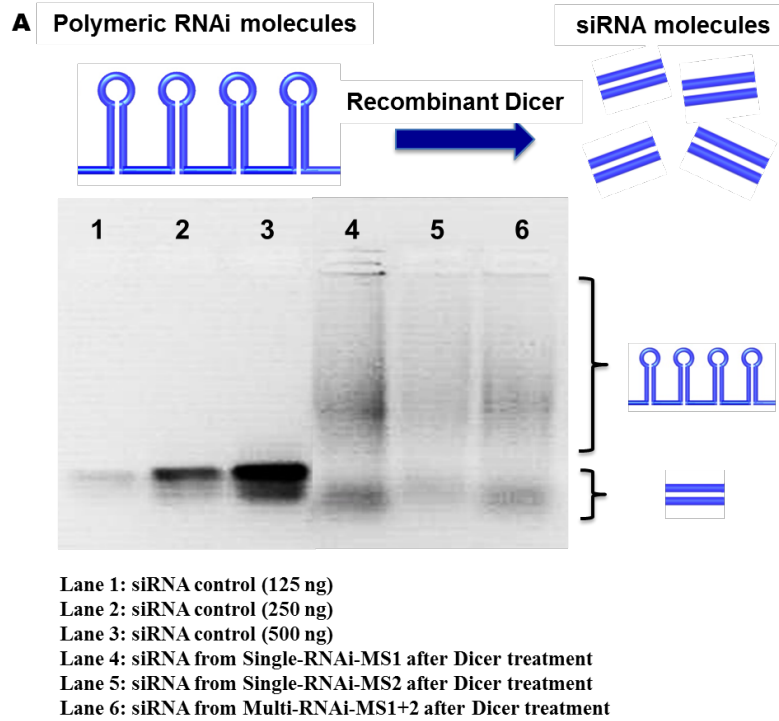 A Polymeric RNAi molecules
siRNA molecules
Recombinant Dicer
1 2 3 4 5 6
Lane 1: siRNA control (125 ng)
Lane 2: siRNA control (250 ng)
Lane 3: siRNA control (500 ng)
Lane 4: siRNA from Single-RNAi-MS1 after Dicer treatment
Lane 5: siRNA from Single-RNAi-MS2 after Dicer treatment
Lane 6: siRNA from Multi-RNAi-MS1+2 after Dicer treatment